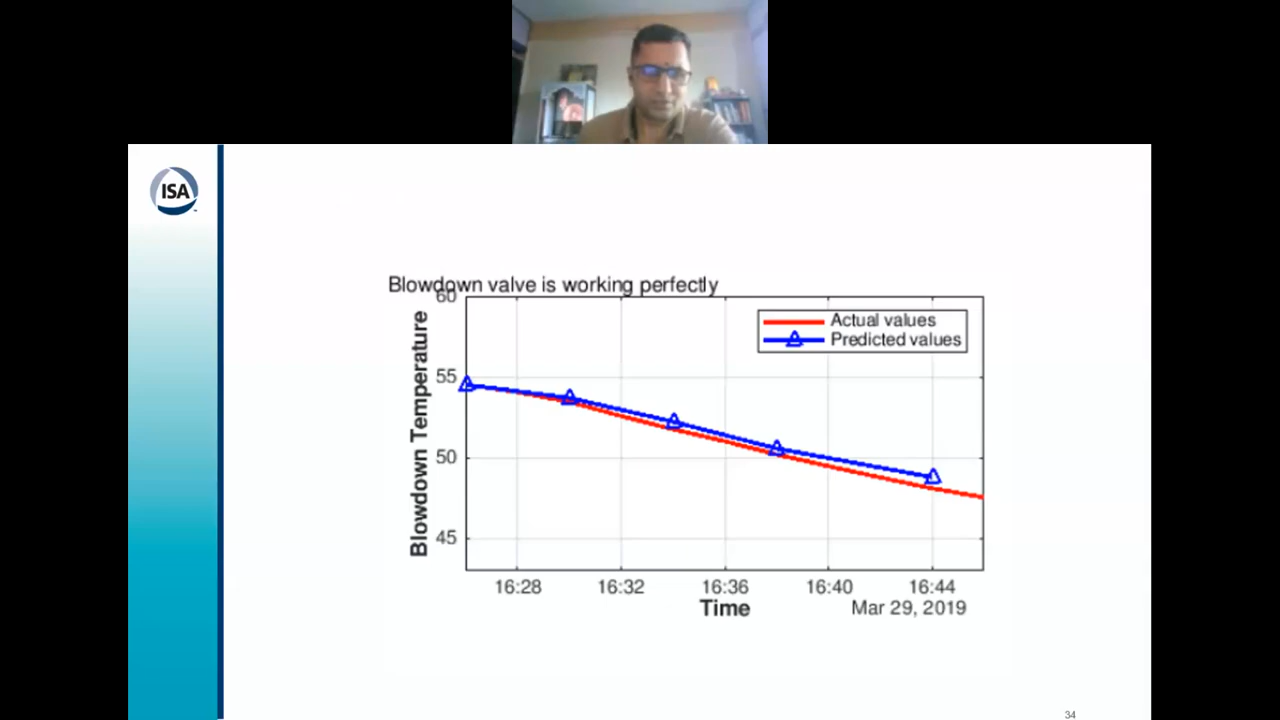 ISA
Blowdown valve is working perfectly
60
55
50
45
Blowdown Temperature
Actual values
Predicted values
16:28 16:32 16:36 16:40 16:44
Time
Mar 29, 2019
34